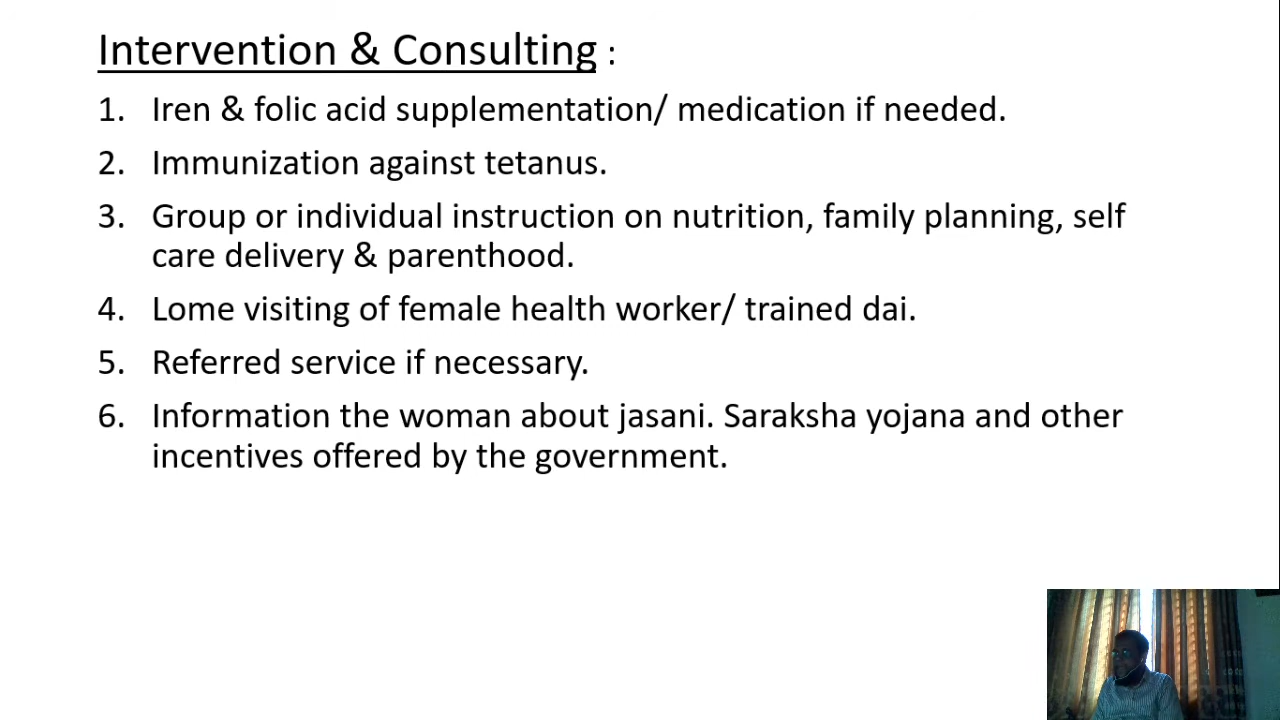 Intervention & Consulting :
1. Iren & folic acid supplementation/ medication if needed.
2. Immunization against tetanus.
3. Group or individual instruction on nutrition, family planning, self
care delivery & parenthood.
4. Lome visiting of female health worker/ trained dai.
5. Referred service if necessary.
6. Information the woman about jasani. Saraksha yojana and other
incentives offered by the government.